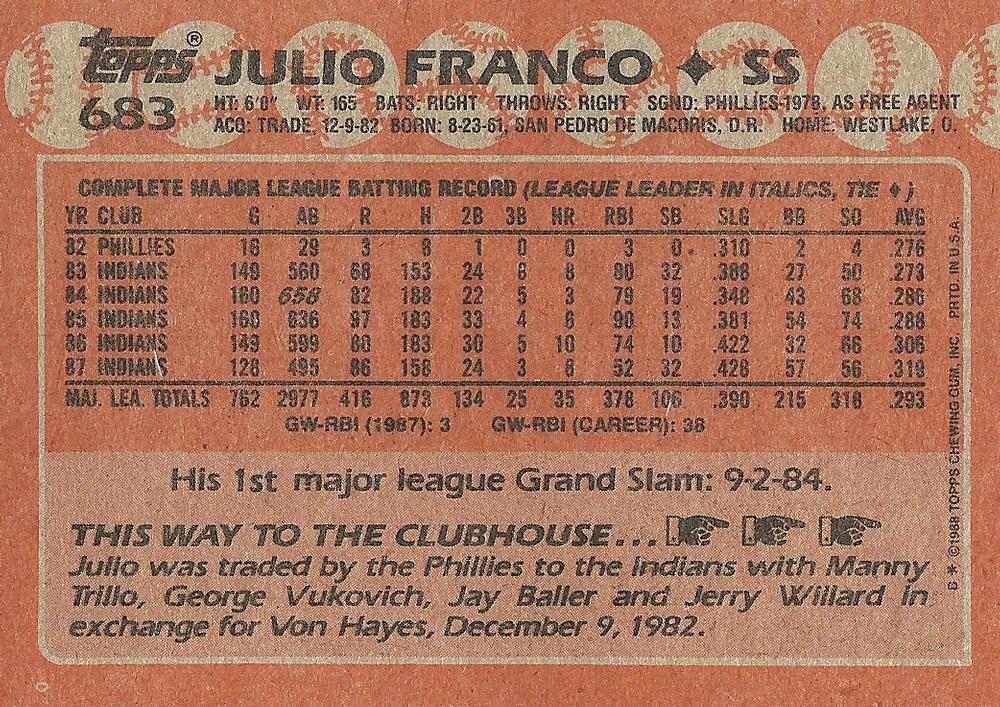 topps® JULIO FRANCO ✦ SS
683 HT: 6'0" WT: 165 BATS: RIGHT THROWS: RIGHT SGND: PHILLIES-1978, AS FREE AGENT
ACQ: TRADE, 12-9-82 BORN: 8-23-61, SAN PEDRO DE MACORIS, D.R. HOME: WESTLAKE, O.
COMPLETE MAJOR LEAGUE BATTING RECORD (LEAGUE LEADER IN ITALICS, TIE ♦)
YR CLUB G AB R H 2B 3B HR RBI SB SLG BB SO AVG
82 PHILLIES 16 29 3 8 1 0 0 3 0 .310 2 4 .276
83 INDIANS 149 560 68 153 24 8 8 80 32 .388 27 50 .273
84 INDIANS 160 658 82 188 22 5 3 79 19 .348 43 68 .286
85 INDIANS 160 636 97 183 33 4 6 90 13 .381 54 74 .288
86 INDIANS 149 599 80 183 30 5 10 74 10 .422 32 66 .306
87 INDIANS 128 495 86 158 24 3 8 52 32 .428 57 56 .319
MAJ. LEA. TOTALS 762 2977 416 873 134 25 35 378 106 .390 215 318 .293
GW-RBI (1987): 3 GW-RBI (CAREER): 38
His 1st major league Grand Slam: 9-2-84.
THIS WAY TO THE CLUBHOUSE...
Julio was traded by the Phillies to the Indians with Manny
Trillo, George Vukovich, Jay Baller and Jerry Willard in
exchange for Von Hayes, December 9, 1982.
B * ©1988 TOPPS CHEWING GUM, INC. PRTD. IN U.S.A.